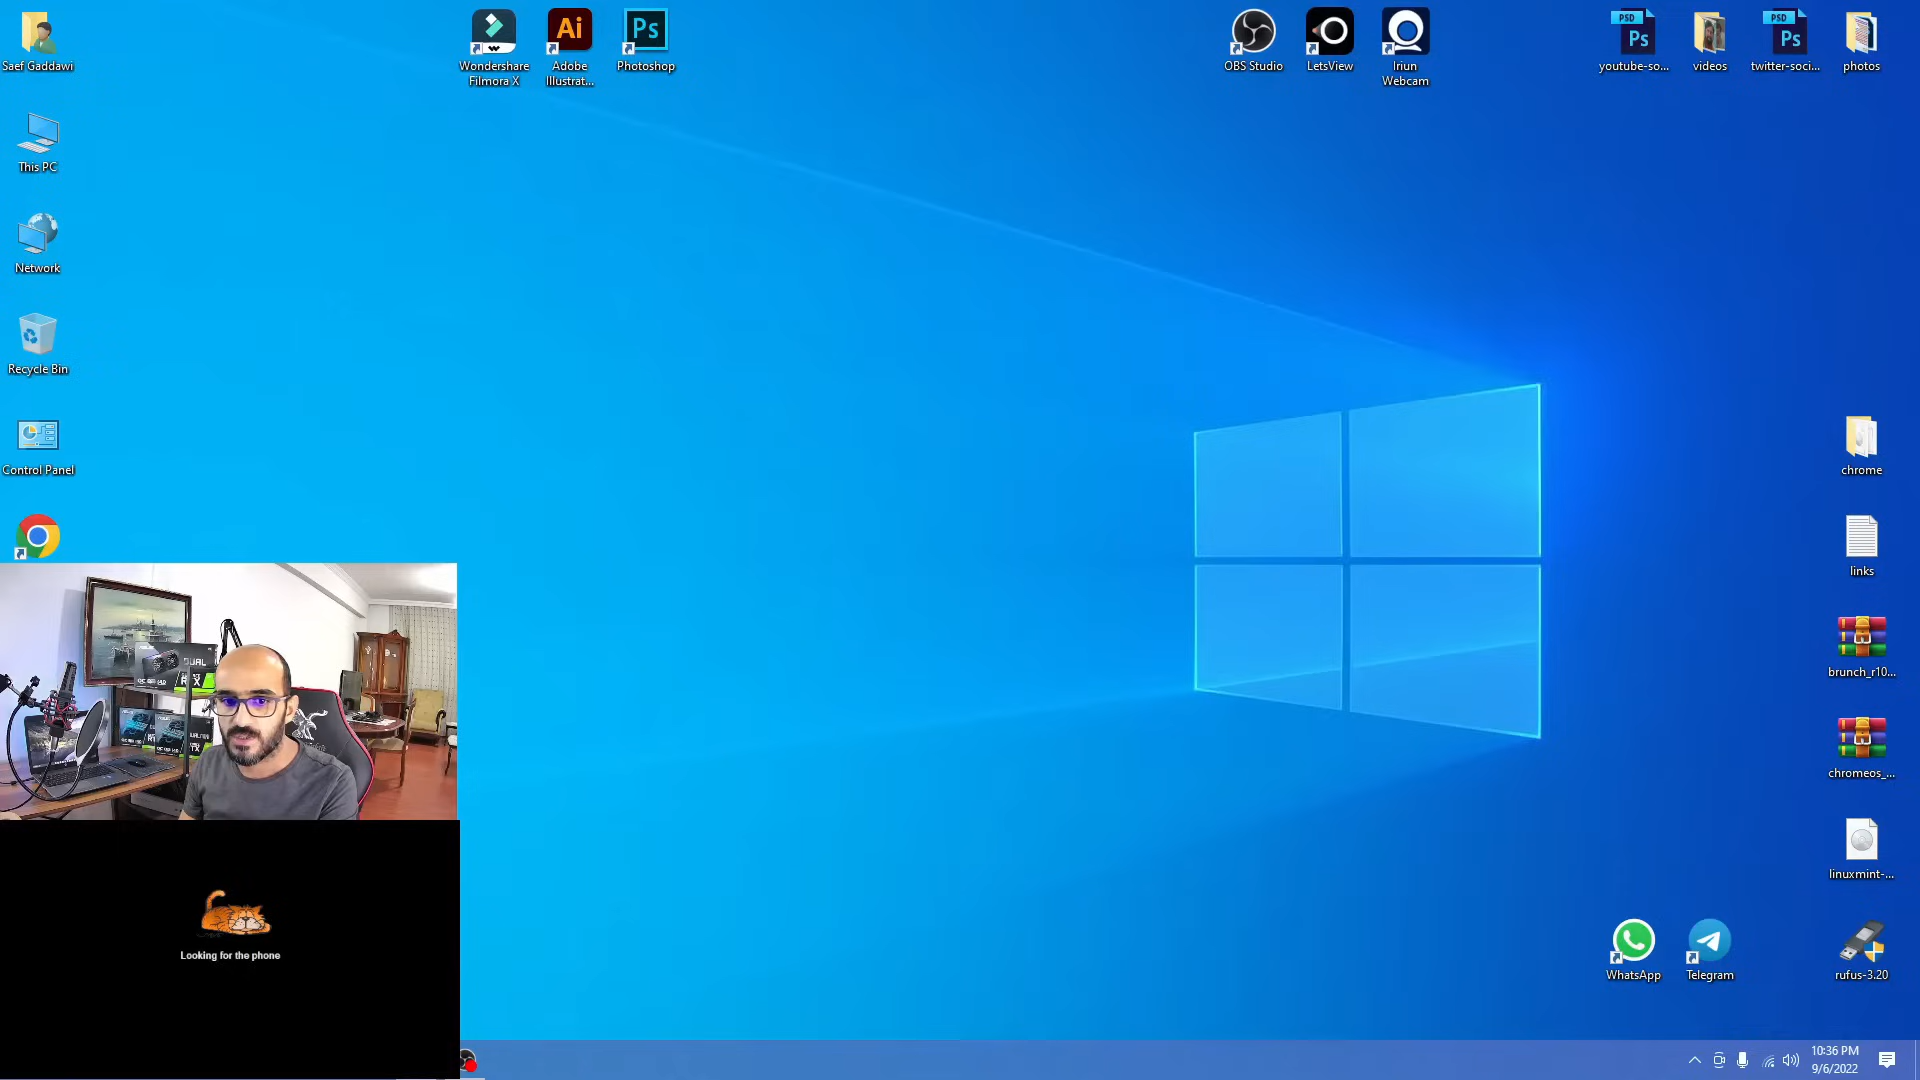 Saef Gaddawi
Wondershare
Filmora X
Ai
Adobe
Illustrat...
Ps
Photoshop
OBS Studio
LetsView
Iriun
Webcam
PSD
Ps
youtube-so...
videos
PSD
Ps
twitter-soci...
photos
This PC
Network
Recycle Bin
Control Panel
chrome
links
brunch_r10...
chromeos_...
linuxmint-...
WhatsApp
Telegram
rufus-3.20
DUAL
Looking for the phone
10:36 PM
9/6/2022